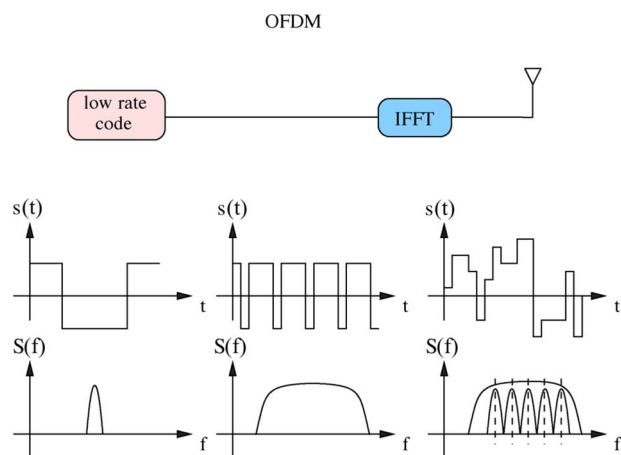 OFDM
low rate
code
IFFT
s(t)
s(t)
s(t)
t
t
t
S(f)
S(f)
S(f)
f
f
f